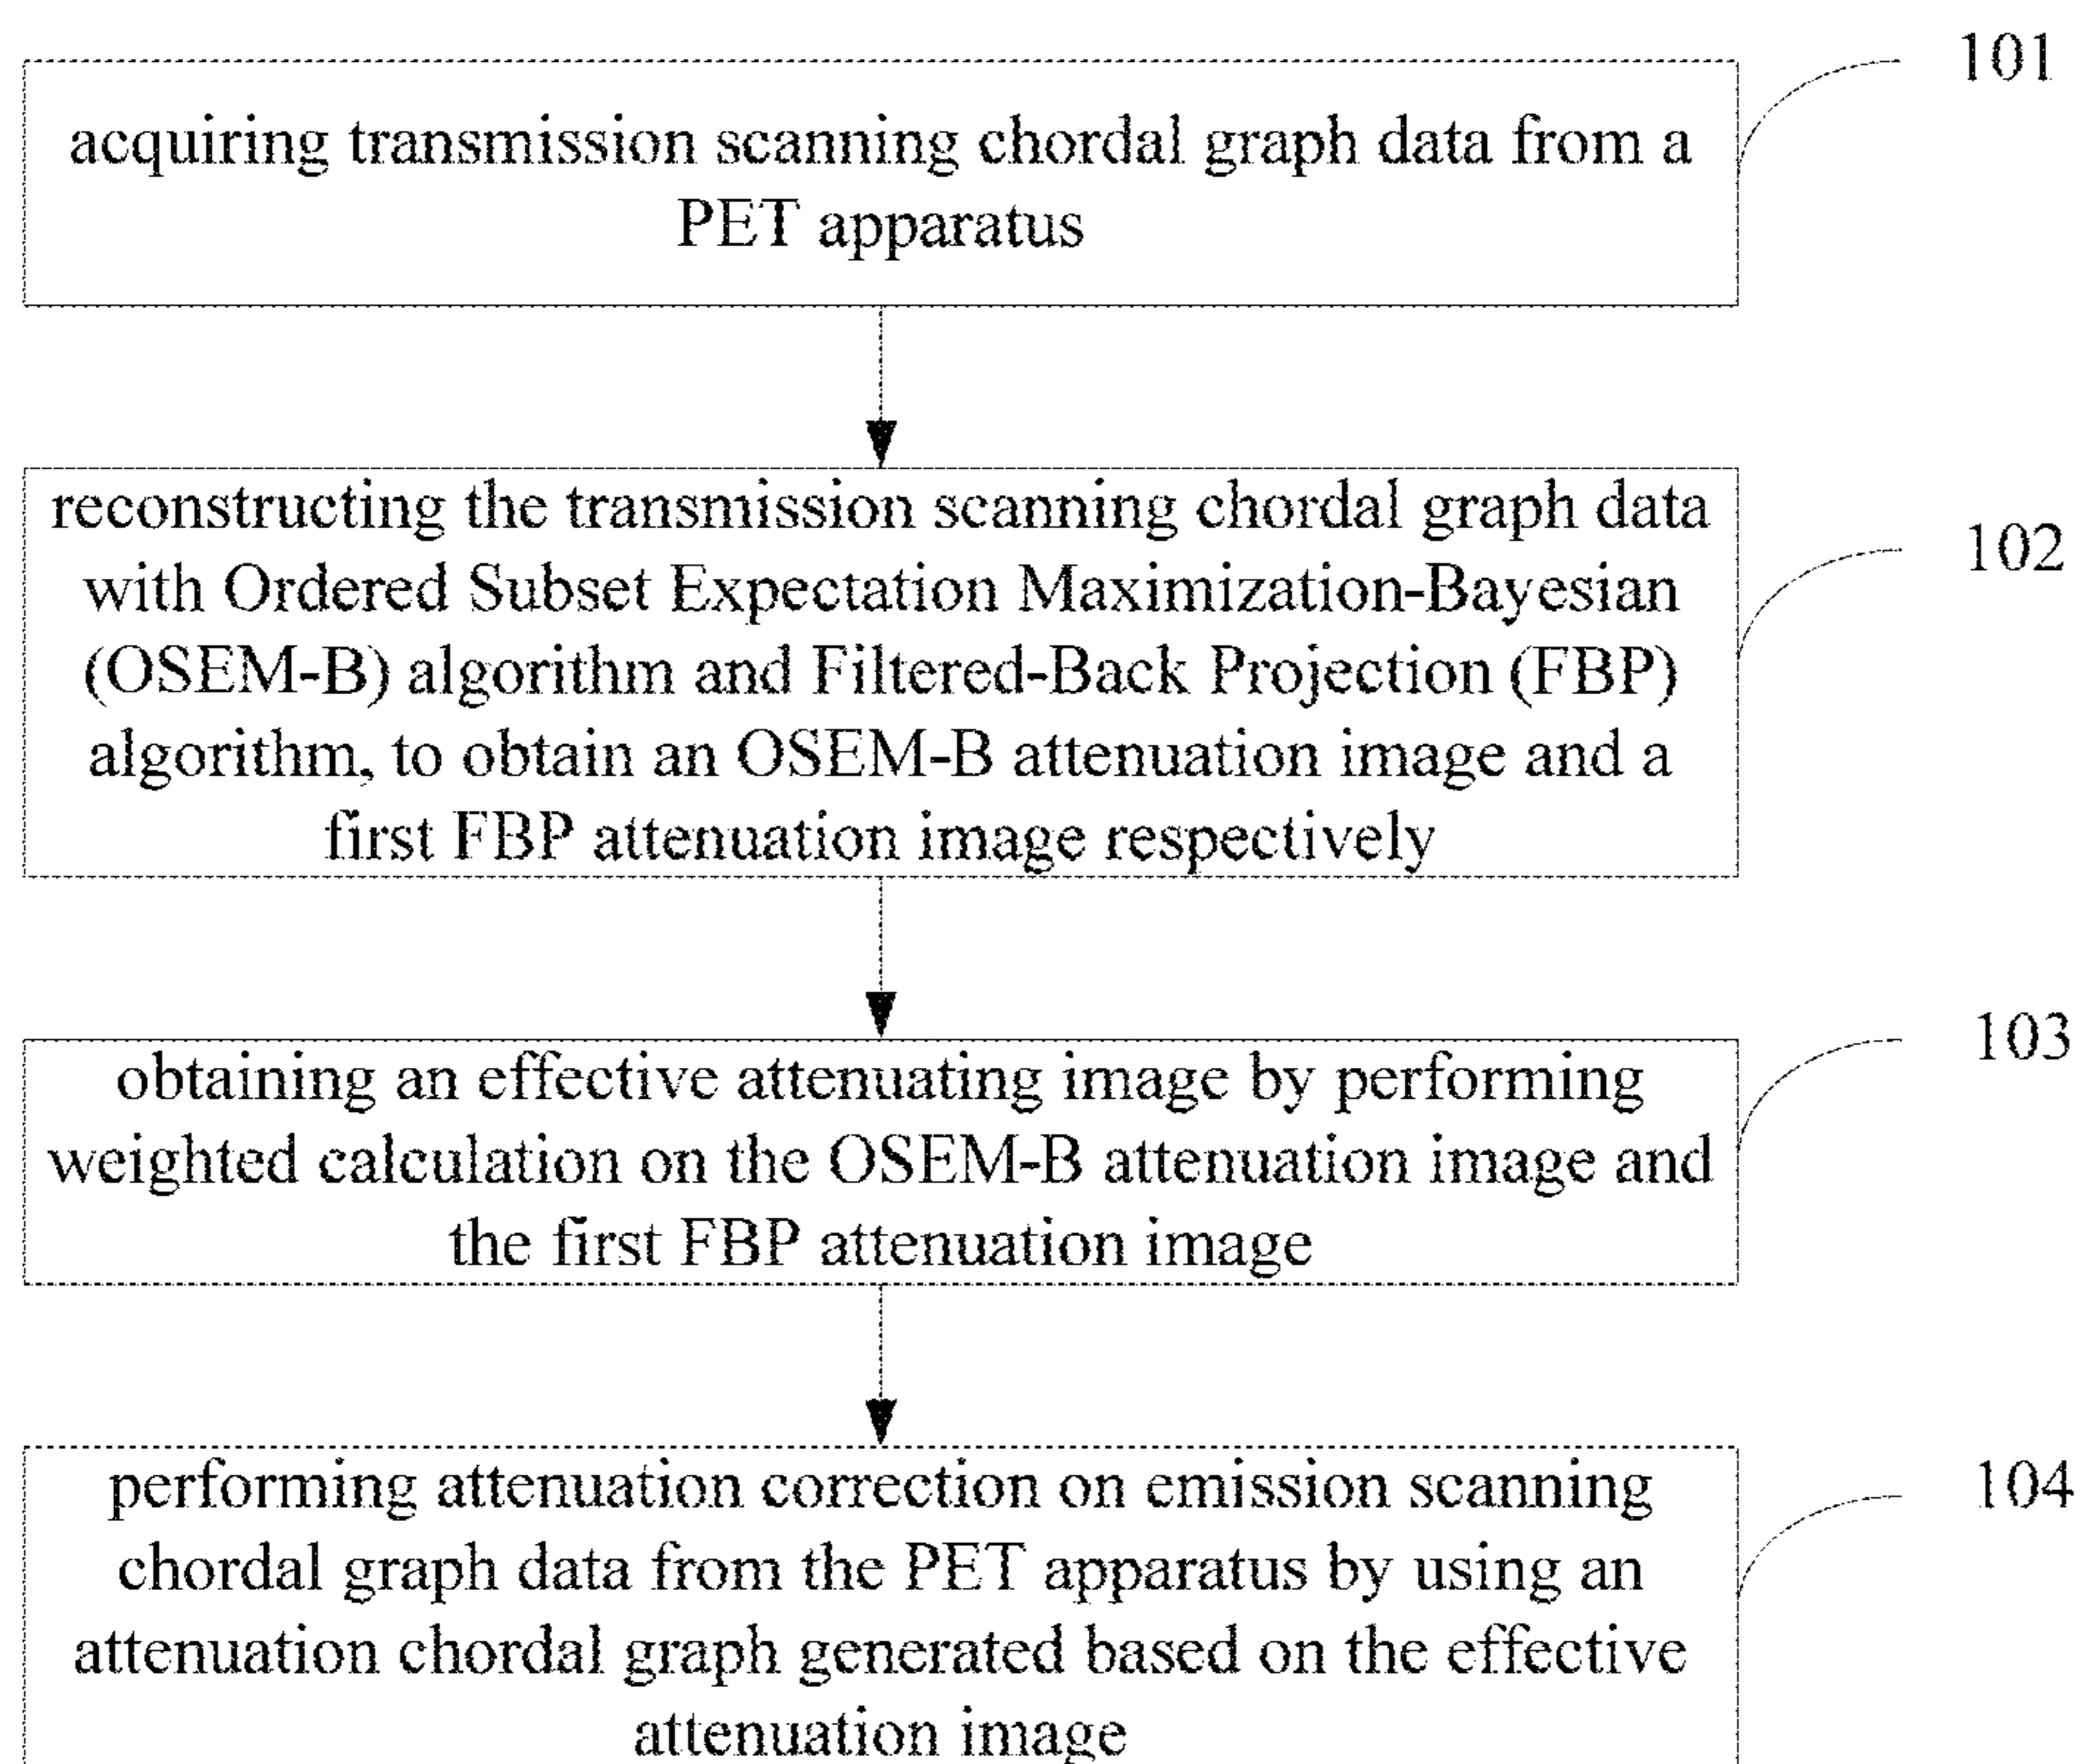 101
acquiring transmission scanning chordal graph data from a
PET apparatus
102
reconstructing the transmission scanning chordal graph data
with Ordered Subset Expectation Maximization-Bayesian
(OSEM-B) algorithm and Filtered-Back Projection (FBP)
algorithm, to obtain an OSEM-B attenuation image and a
first FBP attenuation image respectively
103
obtaining an effective attenuating image by performing
weighted calculation on the OSEM-B attenuation image and
the first FBP attenuation image
104
performing attenuation correction on emission scanning
chordal graph data from the PET apparatus by using an
attenuation chordal graph generated based on the effective
attenuation image